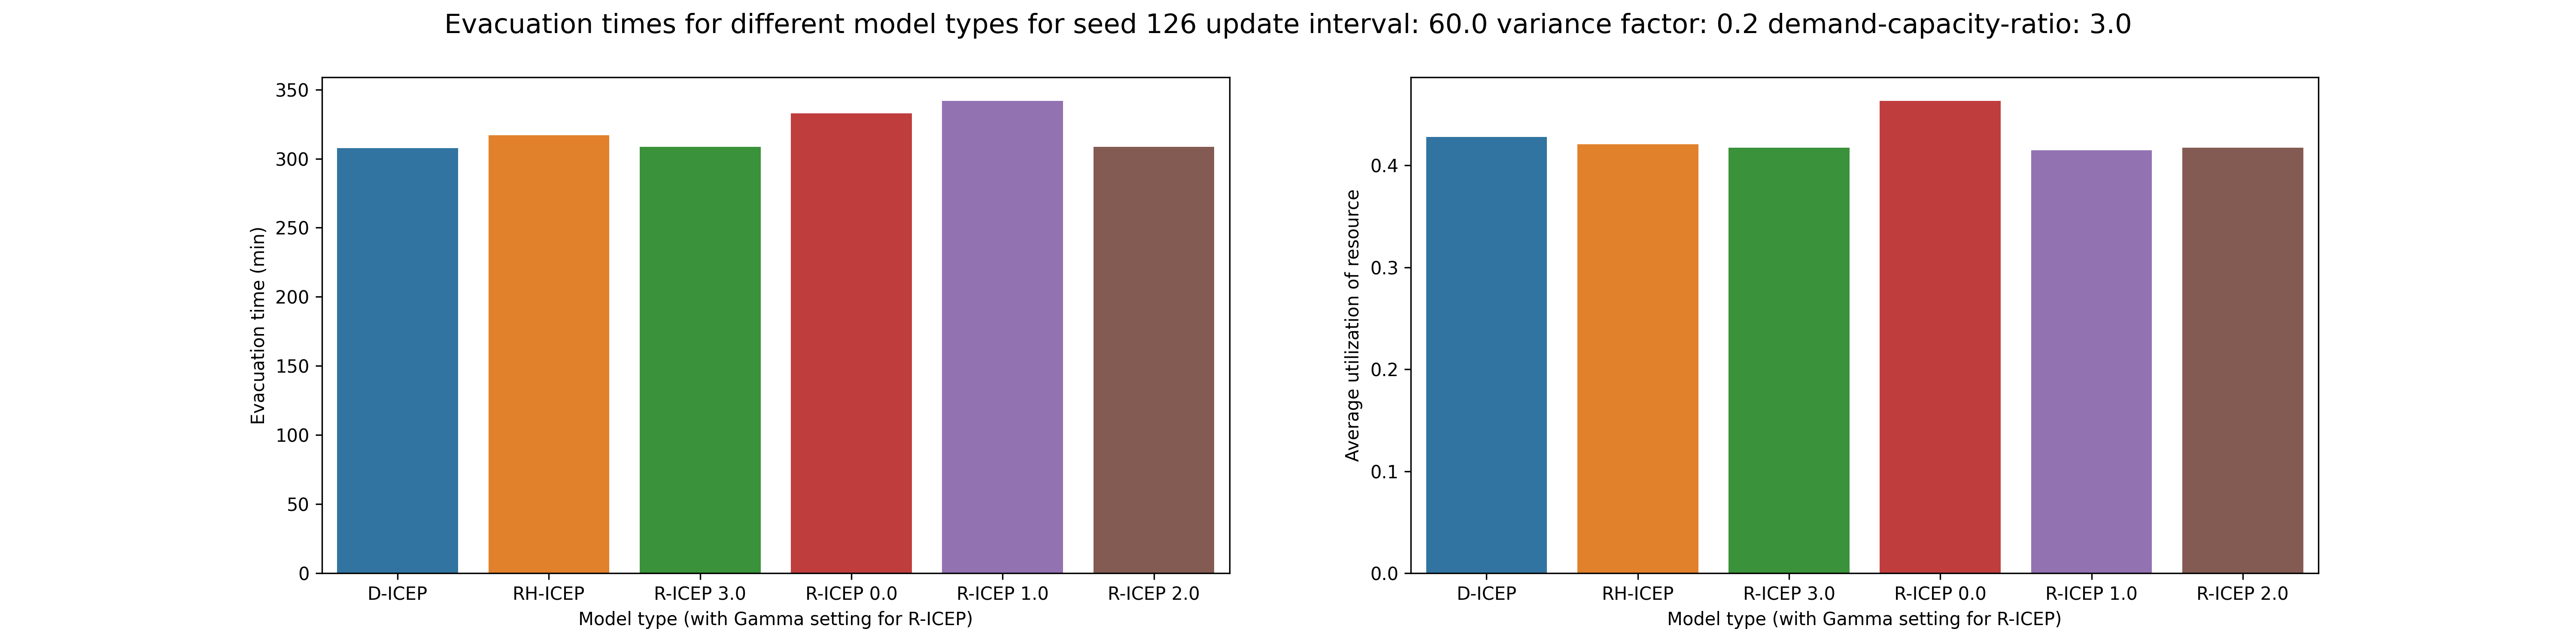 Evacuation times for different model types for seed 126 update interval: 60.0 variance factor: 0.2 demand-capacity-ratio: 3.0
Evacuation time (min)
350
300
250
200
150
100
50
0
D-ICEP RH-ICEP R-ICEP 3.0 R-ICEP 0.0 R-ICEP 1.0 R-ICEP 2.0
Model type (with Gamma setting for R-ICEP)
Average utilization of resource
0.4
0.3
0.2
0.1
0.0
D-ICEP RH-ICEP R-ICEP 3.0 R-ICEP 0.0 R-ICEP 1.0 R-ICEP 2.0
Model type (with Gamma setting for R-ICEP)